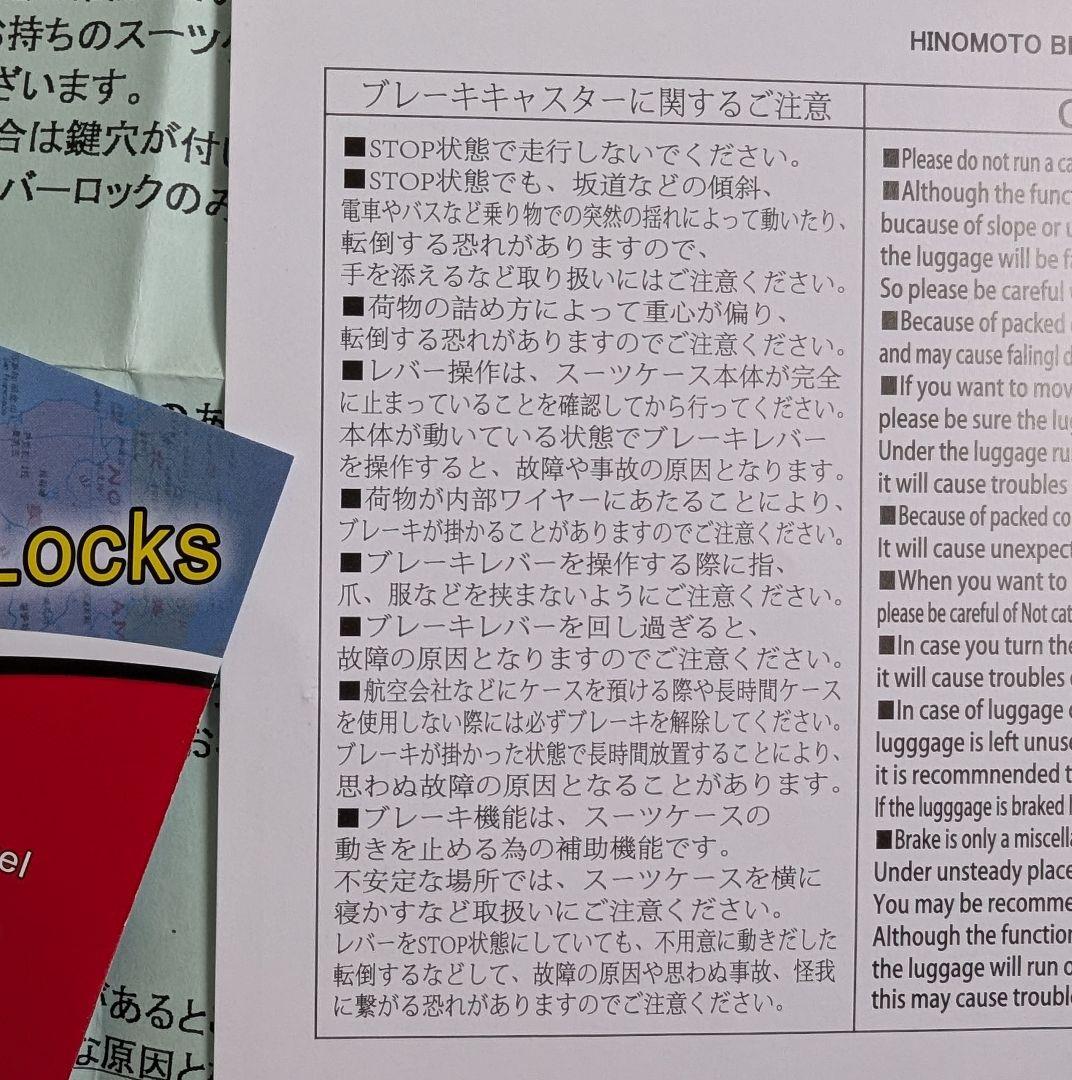 お持ちのスーツ
ざいます。
合は鍵穴が付い
バーロックのみ
Locks
があると
な原因と
HINOMOTO
ブレーキキャスターに関するご注意
■STOP状態で走行しないでください。
■STOP状態でも、坂道などの傾斜、
電車やバスなど乗り物での突然の揺れによって動いたり、
転倒する恐れがありますので、
手を添えるなど取り扱いにはご注意ください。
■荷物の詰め方によって重心が偏り、
転倒する恐れがありますのでご注意ください。
■レバー操作は、スーツケース本体が完全
に止まっていることを確認してから行ってください。
本体が動いている状態でブレーキレバー
を操作すると、故障や事故の原因となります。
■荷物が内部ワイヤーにあたることにより、
ブレーキが掛かることがありますのでご注意ください。
■ブレーキレバーを操作する際に指、
爪、服などを挟まないようにご注意ください。
■ブレーキレバーを回し過ぎると、
故障の原因となりますのでご注意ください。
■航空会社などにケースを預ける際や長時間ケース
を使用しない際には必ずブレーキを解除してください。
ブレーキが掛かった状態で長時間放置することにより、
思わぬ故障の原因となることがあります。
■ブレーキ機能は、スーツケースの
動きを止める為の補助機能です。
不安定な場所では、スーツケースを横に
寝かすなど取扱いにご注意ください。
レバーをSTOP状態にしていても、不用意に動きだした
転倒するなどして、故障の原因や思わぬ事故、怪我
に繋がる恐れがありますのでご注意ください。
■Please do not run a
■Although the
bucause of slope or
the luggage will be
So please be careful
■Because of packed
and may cause falingl
■If you want to
please be sure the
Under the luggage
it will cause troubles
■Because of packed
It will cause
■When you want to
please be careful of Not
■In case you turn
it will cause troubles
■In case of luggage
lugggage is left
it is recommnended
If the lugggage is braked
■Brake is only a
Under unsteady place
You may be
Although the function
the luggage will run
this may cause